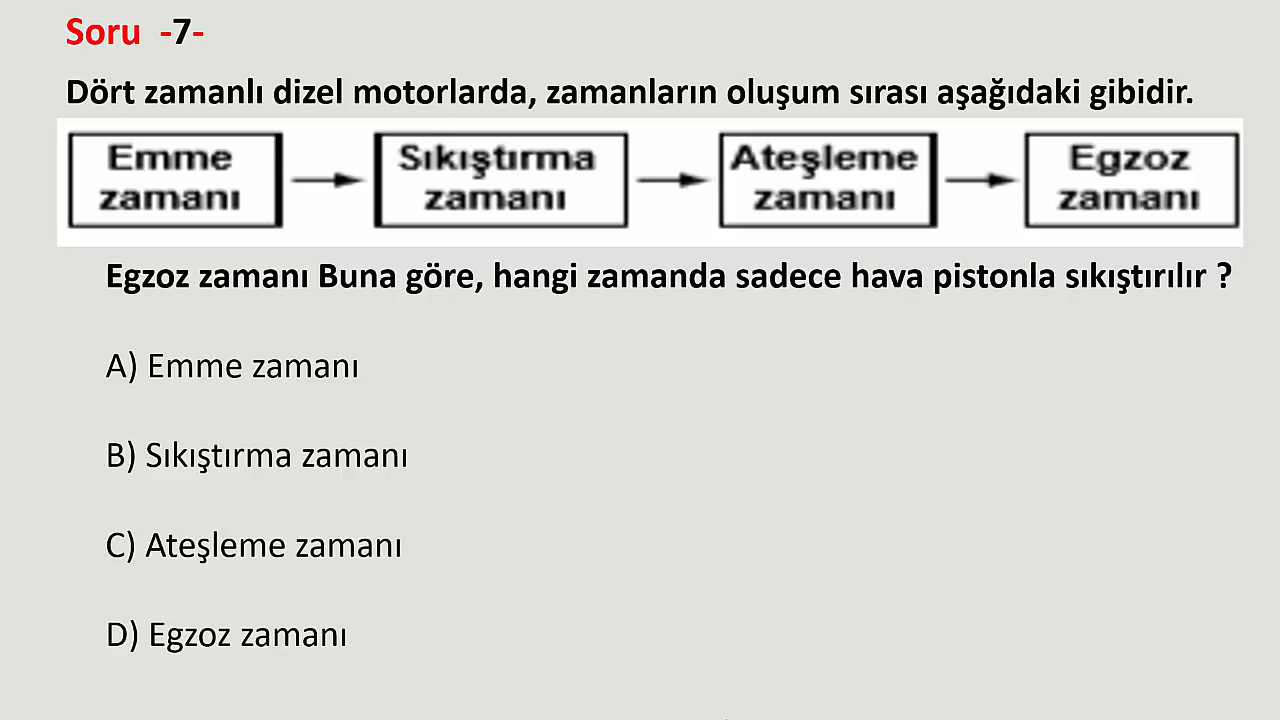 Soru -7-
Dört zamanlı dizel motorlarda, zamanların oluşum sırası aşağıdaki gibidir.
Emme zamanı
Sıkıştırma zamanı
Ateşleme zamanı
Egzoz zamanı
Egzoz zamanı Buna göre, hangi zamanda sadece hava pistonla sıkıştırılır ?
A) Emme zamanı
B) Sıkıştırma zamanı
C) Ateşleme zamanı
D) Egzoz zamanı